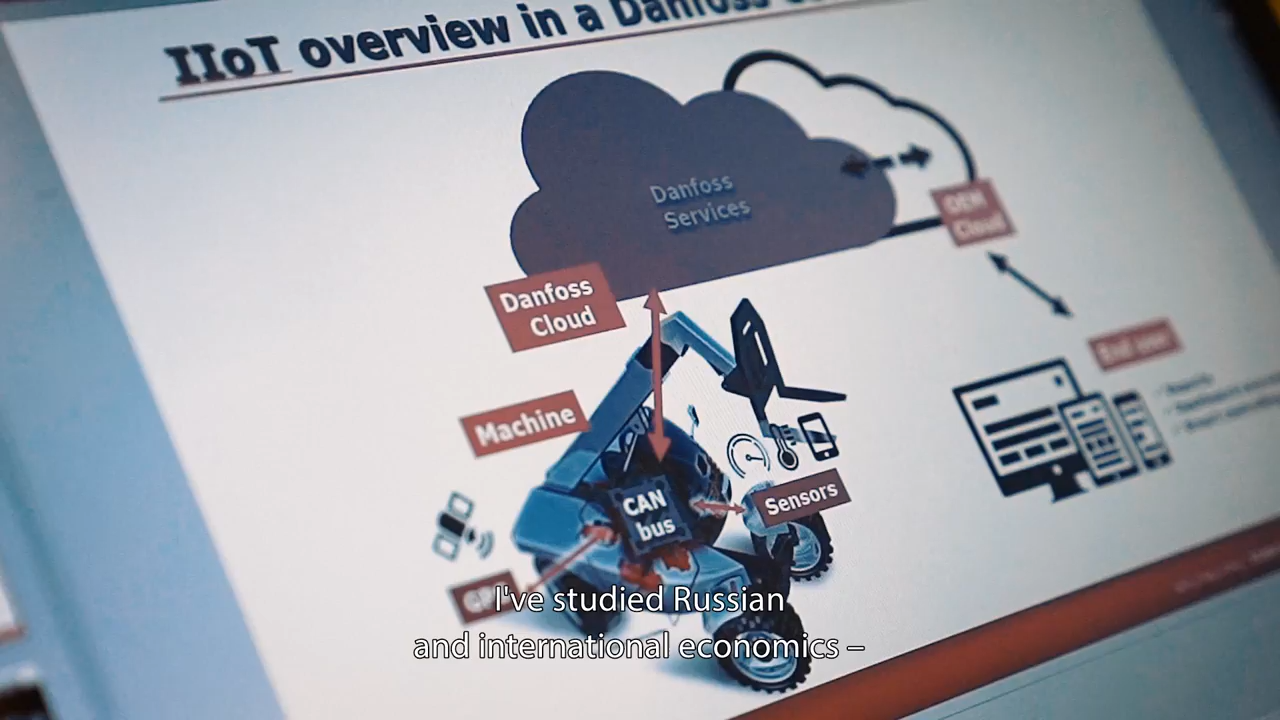 IIoT overview in a Danfoss
Danfoss
Services
OEM
Cloud
Danfoss
Cloud
End user
Machine
CAN
bus
Sensors
I've studied Russian
and international economics –